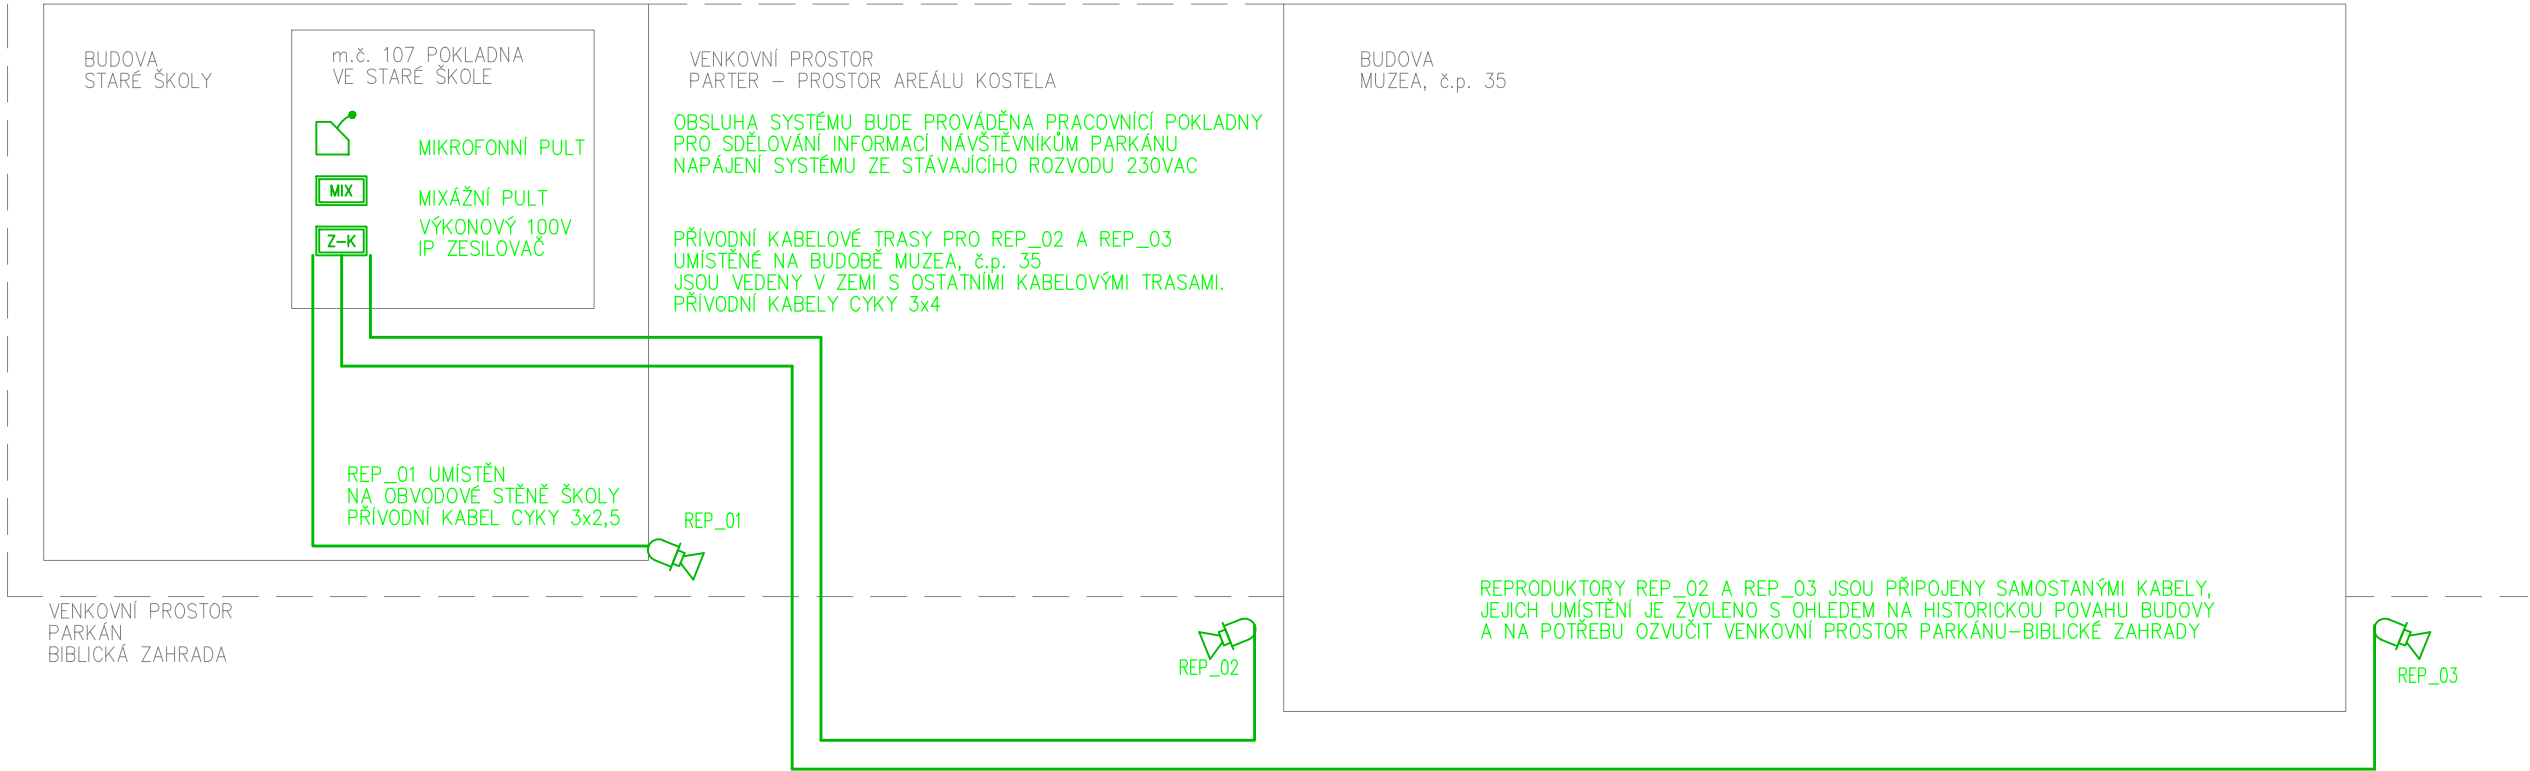 BUDOVA
STARÉ ŠKOLY
m.č. 107 POKLADNA
VE STARÉ ŠKOLE
MIKROFONNÍ PULT
MIX
MIXÁŽNÍ PULT
Z-K
VÝKONOVÝ 100V
IP ZESILOVAČ
VENKOVNÍ PROSTOR
PARTER – PROSTOR AREÁLU KOSTELA
OBSLUHA SYSTÉMU BUDE PROVÁDĚNA PRACOVNÍCÍ POKLADNY
PRO SDĚLOVÁNÍ INFORMACÍ NÁVŠTĚVNÍKŮM PARKÁNU
NAPÁJENÍ SYSTÉMU ZE STÁVAJÍCÍHO ROZVODU 230VAC
PŘÍVODNÍ KABELOVÉ TRASY PRO REP_02 A REP_03
UMÍSTĚNÉ NA BUDOBĚ MUZEA, č.p. 35
JSOU VEDENY V ZEMI S OSTATNÍMI KABELOVÝMI TRASAMI.
PŘÍVODNÍ KABELY CYKY 3x4
BUDOVA
MUZEA, č.p. 35
REP_01 UMÍSTĚN
NA OBVODOVÉ STĚNĚ ŠKOLY
PŘÍVODNÍ KABEL CYKY 3x2,5
REP_01
VENKOVNÍ PROSTOR
PARKÁN
BIBLICKÁ ZAHRADA
REP_02
REPRODUKTORY REP_02 A REP_03 JSOU PŘIPOJENY SAMOSTANÝMI KABELY,
JEJICH UMÍSTĚNÍ JE ZVOLENO S OHLEDEM NA HISTORICKOU POVAHU BUDOVY
A NA POTŘEBU OZVUČIT VENKOVNÍ PROSTOR PARKÁNU–BIBLICKÉ ZAHRADY
REP_03